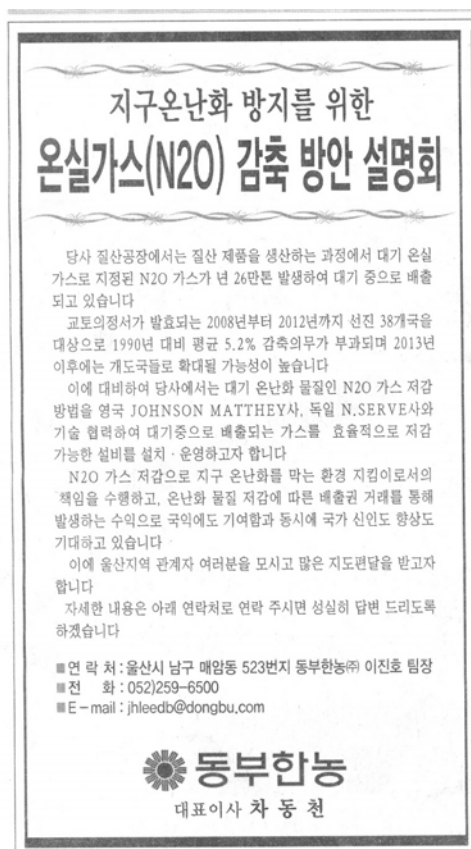 지구온난화 방지를 위한
온실가스(N2O) 감축 방안 설명회
당사 질산공장에서는 질산 제품을 생산하는 과정에서 대기 온실
가스로 지정된 N2O 가스가 년 26만톤 발생하여 대기 중으로 배출
되고 있습니다
교토의정서가 발효되는 2008년부터 2012년까지 선진 38개국을
대상으로 1990년 대비 평균 5.2% 감축의무가 부과되며 2013년
이후에는 개도국들로 확대될 가능성이 높습니다
이에 대비하여 당사에서는 대기 온난화 물질인 N2O 가스 저감
방법을 영국 JOHNSON MATTHEY사, 독일 N.SERVE사와
기술 협력하여 대기중으로 배출되는 가스를 효율적으로 저감
가능한 설비를 설치 · 운영하고자 합니다
N2O 가스 저감으로 지구 온난화를 막는 환경 지킴이로서의
책임을 수행하고, 온난화 물질 저감에 따른 배출권 거래를 통해
발생하는 수익으로 국익에도 기여함과 동시에 국가 신인도 향상도
기대하고 있습니다
이에 울산지역 관계자 여러분을 모시고 많은 지도편달을 받고자
합니다
자세한 내용은 아래 연락처로 연락 주시면 성실히 답변 드리도록
하겠습니다
■연 락 처 : 울산시 남구 매암동 523번지 동부한농㈜ 이진호 팀장
■전 화 : 052)259-6500
■E-mail : jhleedb@dongbu.com
동부한농
대표이사 차 동 천